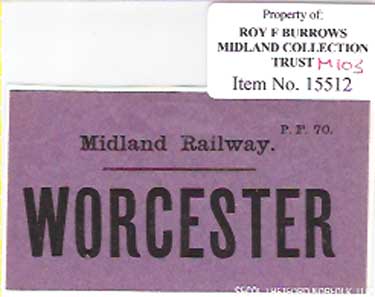 Property of:
ROY F BURROWS
MIDLAND COLLECTION
TRUST M105
Item No. 15512
P. F. 70.
Midland Railway.
WORCESTER